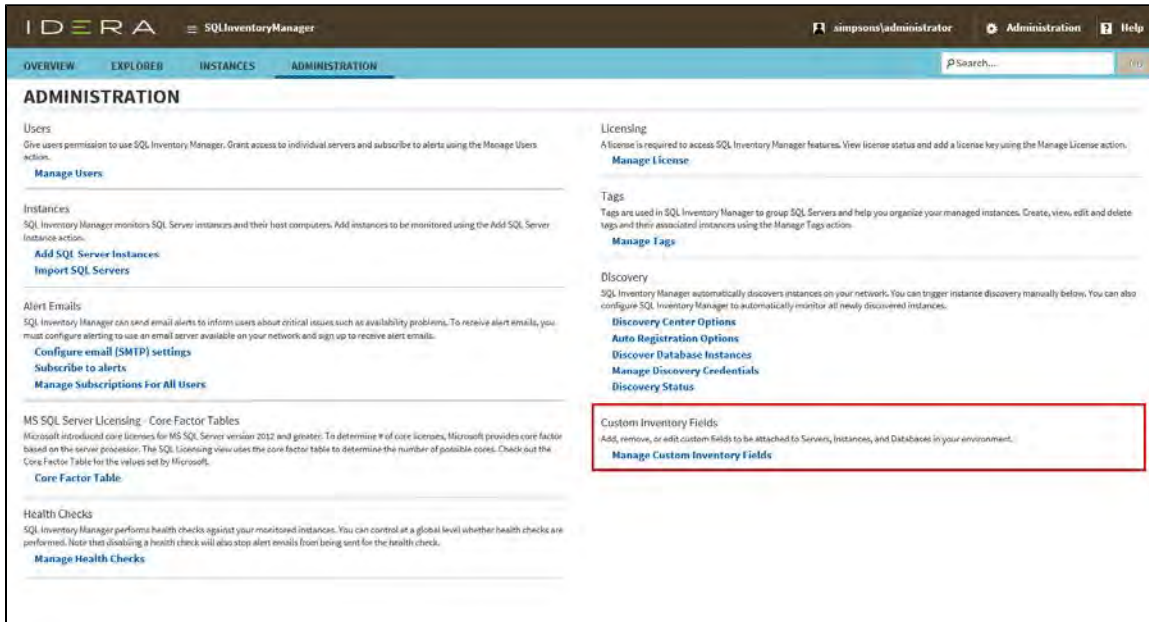 IDERA
SQLInventoryManager
simpsons\administrator
Administration
Help
OVERVIEW
EXPLORER
INSTANCES
ADMINISTRATION
Search...
ADMINISTRATION
Users
Give users permission to use SQL Inventory Manager. Grant access to individual servers and subscribe to alerts using the Manage Users
action.
Manage Users
Instances
SQL Inventory Manager monitors SQL Server instances and their host computers. Add instances to be monitored using the Add SQL Server
Instance action.
Add SQL Server Instances
Import SQL Servers
Alert Emails
SQL Inventory Manager can send email alerts to inform users about critical issues such as availability problems. To receive alert emails, you
must configure alerting to use an email server available on your network and sign up to receive alert emails.
Configure email (SMTP) settings
Subscribe to alerts
Manage Subscriptions For All Users
MS SQL Server Licensing - Core Factor Tables
Microsoft introduced core licenses for MS SQL Server version 2012 and greater. To determine # of core licenses, Microsoft provides core factor
based on the server processor. The SQL Licensing view uses the core factor table to determine the number of possible cores. Check out the
Core Factor Table for the values set by Microsoft.
Core Factor Table
Health Checks
SQL Inventory Manager performs health checks against your monitored instances. You can control at a global level whether health checks are
performed. Note that disabling a health check will also stop alert emails from being sent for the health check.
Manage Health Checks
Licensing
A license is required to access SQL Inventory Manager features. View license status and add a license key using the Manage License action.
Manage License
Tags
Tags are used in SQL Inventory Manager to group SQL Servers and help you organize your managed instances. Create, view, edit and delete
tags and their associated instances using the Manage Tags action
Manage Tags
Discovery
SQL Inventory Manager automatically discovers instances on your network. You can trigger instance discovery manually below. You can also
configure SQL Inventory Manager to automatically monitor all newly discovered instances.
Discovery Center Options
Auto Registration Options
Discover Database Instances
Manage Discovery Credentials
Discovery Status
Custom Inventory Fields
Add, remove, or edit custom fields to be attached to Servers, Instances, and Databases in your environment.
Manage Custom Inventory Fields